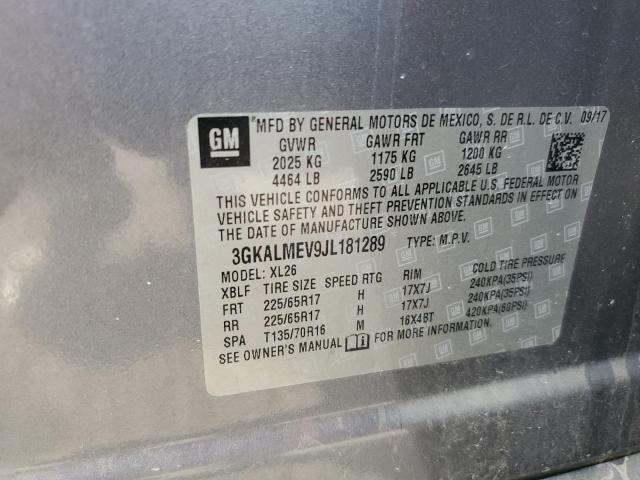 GM
*MFD BY GENERAL MOTORS DE MEXICO, S. DE R.L. DE C.V. 09/17
GVWR GAWR FRT GAWR RR
2025 KG 1175 KG 1200 KG
4464 LB 2590 LB 2645 LB
THIS VEHICLE CONFORMS TO ALL APPLICABLE U.S. FEDERAL MOTOR
VEHICLE SAFETY AND THEFT PREVENTION STANDARDS IN EFFECT ON
THE DATE OF MANUFACTURE SHOWN ABOVE.
3GKALMEV9JL181289 TYPE: M.P.V.
MODEL: XL26
XBLF TIRE SIZE SPEED RTG RIM COLD TIRE PRESSURE
FRT 225/65R17 H 17X7J 240KPA(35PSI)
RR 225/65R17 H 17X7J 240KPA(35PSI)
SPA T135/70R16 M 16X4BT 420KPA(60PSI)
SEE OWNER'S MANUAL FOR MORE INFORMATION.